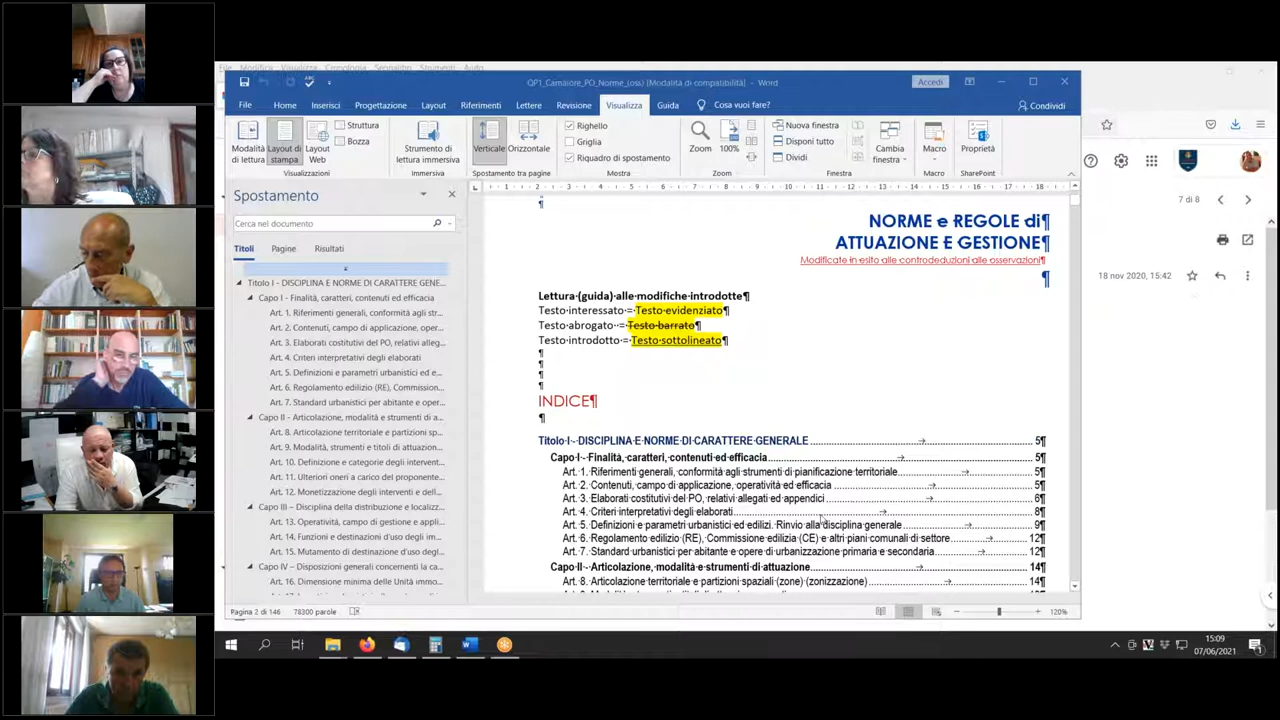 QP1_Camaiore_PO_Norme_(oss) [Modalità di compatibilità] - Word
Accedi
File Home Inserisci Progettazione Layout Riferimenti Lettere Revisione Visualizza Guida Cosa vuoi fare? Condividi
Modalità di lettura
Layout di stampa
Layout Web
Struttura
Bozza
Visualizzazioni
Strumento di lettura immersiva
Immersiva
Verticale
Orizzontale
Spostamento tra pagine
Righello
Griglia
Riquadro di spostamento
Mostra
Zoom
100%
Zoom
Nuova finestra
Disponi tutto
Dividi
Cambia finestra
Finestra
Macro
Macro
Proprietà
SharePoint
Spostamento
Cerca nel documento
Titoli Pagine Risultati
Titolo I - DISCIPLINA E NORME DI CARATTERE GENE...
Capo I - Finalità, caratteri, contenuti ed efficacia
Art. 1. Riferimenti generali, conformità agli str...
Art. 2. Contenuti, campo di applicazione, oper...
Art. 3. Elaborati costitutivi del PO, relativi alleg...
Art. 4. Criteri interpretativi degli elaborati
Art. 5. Definizioni e parametri urbanistici ed e...
Art. 6. Regolamento edilizio (RE), Commission...
Art. 7. Standard urbanistici per abitante e oper...
Capo II - Articolazione, modalità e strumenti di a...
Art. 8. Articolazione territoriale e partizioni sp...
Art. 9. Modalità, strumenti e titoli di attuazion...
Art. 10. Definizione e categorie degli intervent...
Art. 11. Ulteriori oneri a carico del proponente...
Art. 12. Monetizzazione degli interventi e dell...
Capo III – Disciplina della distribuzione e localizz...
Art. 13. Operatività, campo di gestione e appli...
Art. 14. Funzioni e destinazioni d'uso degli im...
Art. 15. Mutamento di destinazione d'uso degl...
Capo IV – Disposizioni generali concernenti la ca...
Art. 16. Dimensione minima delle Unità immo...
NORME e REGOLE di¶
ATTUAZIONE E GESTIONE¶
Modificate in esito alle controdeduzioni alle osservazioni¶
¶
Lettura (guida) alle modifiche introdotte¶
Testo interessato = Testo evidenziato¶
Testo abrogato = Testo barrato¶
Testo introdotto = Testo sottolineato¶
¶
¶
¶
¶
INDICE¶
¶
Titolo I - DISCIPLINA E NORME DI CARATTERE GENERALE 5¶
Capo I - Finalità, caratteri, contenuti ed efficacia 5¶
Art. 1. Riferimenti generali, conformità agli strumenti di pianificazione territoriale 5¶
Art. 2. Contenuti, campo di applicazione, operatività ed efficacia 5¶
Art. 3. Elaborati costitutivi del PO, relativi allegati ed appendici 6¶
Art. 4. Criteri interpretativi degli elaborati 8¶
Art. 5. Definizioni e parametri urbanistici ed edilizi. Rinvio alla disciplina generale 9¶
Art. 6. Regolamento edilizio (RE), Commissione edilizia (CE) e altri piani comunali di settore 12¶
Art. 7. Standard urbanistici per abitante e opere di urbanizzazione primaria e secondaria 12¶
Capo II - Articolazione, modalità e strumenti di attuazione 14¶
Art. 8. Articolazione territoriale e partizioni spaziali (zone) (zonizzazione) 14¶
Pagina 2 di 146 78300 parole
120%
7 di 8
18 nov 2020, 15:42
15:09
07/06/2021